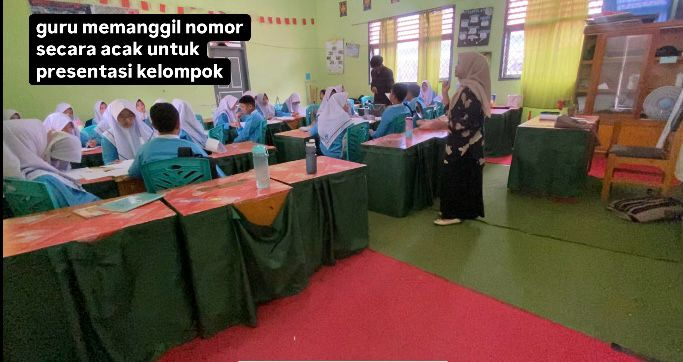 guru memanggil nomor
secara acak untuk
presentasi kelompok